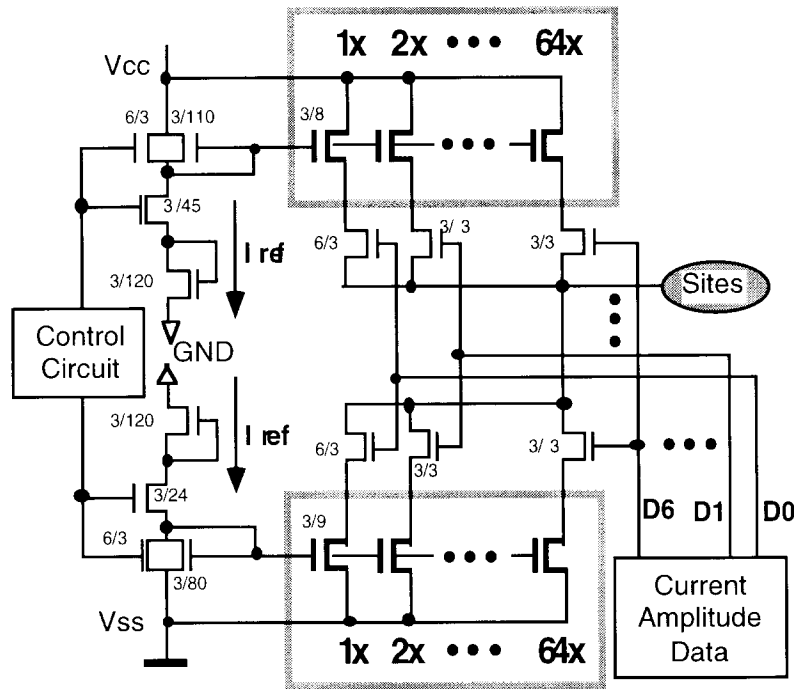 1x 2x ••• 64x
Vcc
6/3 3/110
3/8
3/45
6/3 3/ 3 3/3
I ref
3/120
Sites
Control
Circuit
GND
3/120
I ref
6/3 3/3 3/ 3
3/24
D6 D1 D0
6/3
3/9
3/80
Current
Amplitude
Data
Vss
1x 2x ••• 64x